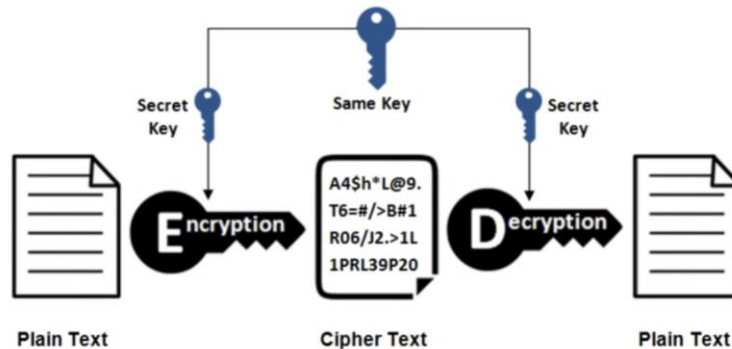 Same Key
Secret
Key
Secret
Key
Encryption
A4$h*L@9.
T6=#/>B#1
R06/J2.>1L
1PRL39P20
Decryption
Plain Text
Cipher Text
Plain Text